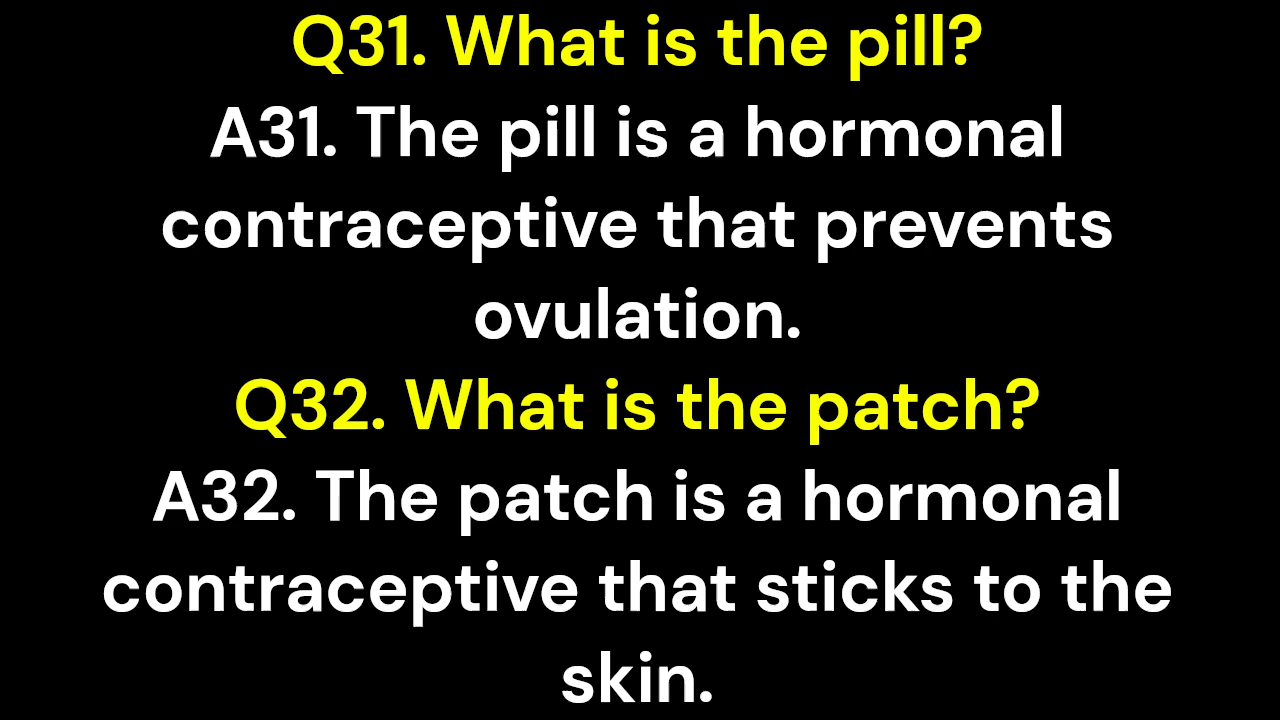 Q31. What is the pill?
A31. The pill is a hormonal
contraceptive that prevents
ovulation.
Q32. What is the patch?
A32. The patch is a hormonal
contraceptive that sticks to the
skin.